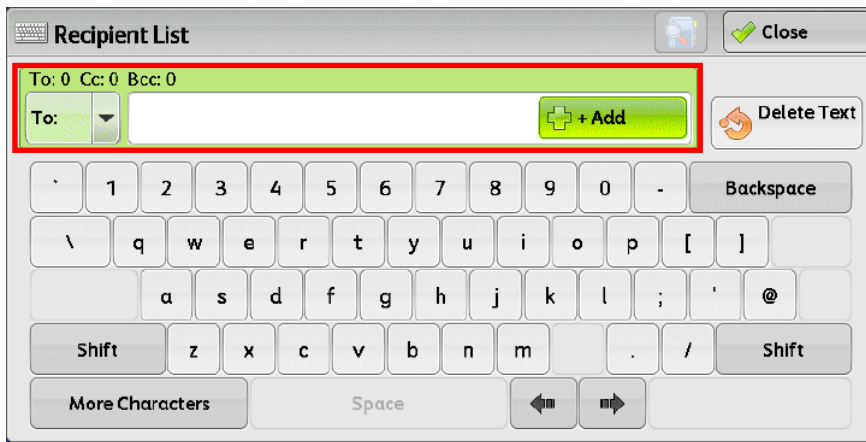 Recipient List
Close
To: 0 Cc: 0 Bcc: 0
To:
+ Add
Delete Text
` 1 2 3 4 5 6 7 8 9 0 - Backspace
\ q w e r t y u i o p [ ]
a s d f g h j k l ; ' @
Shift z x c v b n m . / Shift
More Characters Space